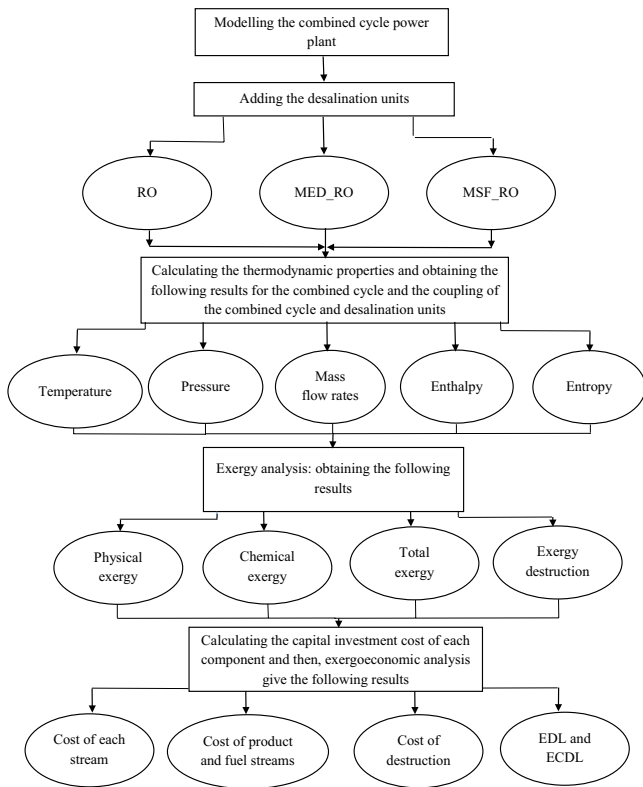 Modelling the combined cycle power
plant
Adding the desalination units
RO
MED_RO
MSF_RO
Calculating the thermodynamic properties and obtaining the
following results for the combined cycle and the coupling of
the combined cycle and desalination units
Temperature
Pressure
Mass
flow rates
Enthalpy
Entropy
Exergy analysis: obtaining the following
results
Physical
exergy
Chemical
exergy
Total
exergy
Exergy
destruction
Calculating the capital investment cost of each
component and then, exergoeconomic analysis
give the following results
Cost of each
stream
Cost of product
and fuel streams
Cost of
destruction
EDL and
ECDL